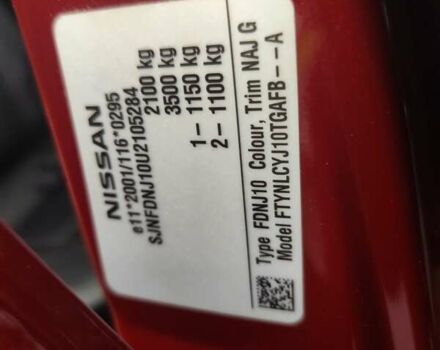 NISSAN
e11*2001/116*0295
SJNFDNJ10U2105284
2100 kg
3500 kg
1- 1150 kg
2- 1100 kg
Type FDNJ10 Colour, Trim NAJ G
Model FTYNLCYJ10TGAFB--A